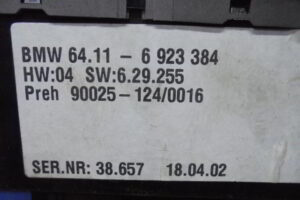 BMW 64.11 – 6 923 384
HW:04 SW:6.29.255
Preh 90025–124/0016
SER.NR: 38.657 18.04.02